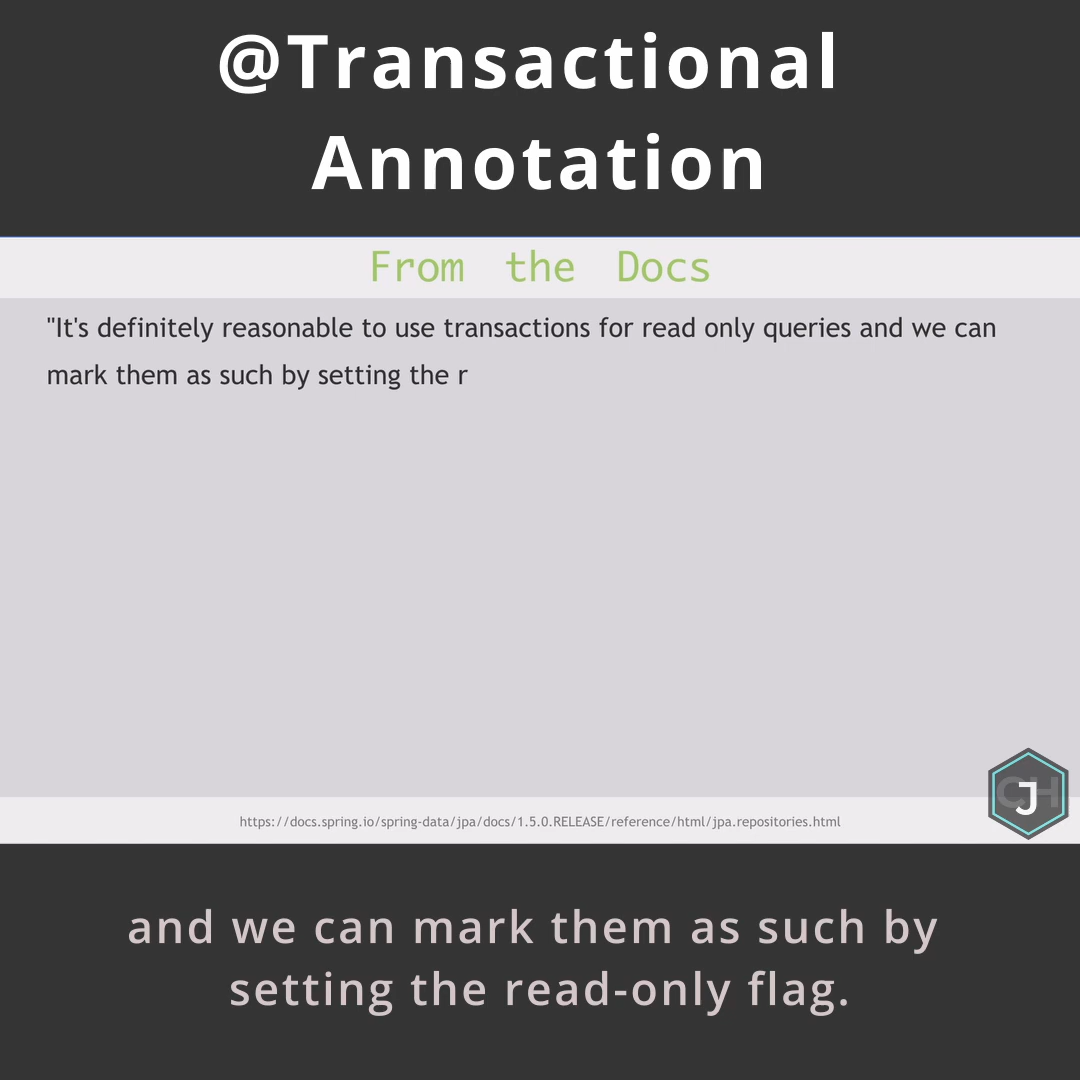 @Transactional
Annotation
From the Docs
"It's definitely reasonable to use transactions for read only queries and we can
mark them as such by setting the r
CH
J
https://docs.spring.io/spring-data/jpa/docs/1.5.0.RELEASE/reference/html/jpa.repositories.html
and we can mark them as such by
setting the read-only flag.